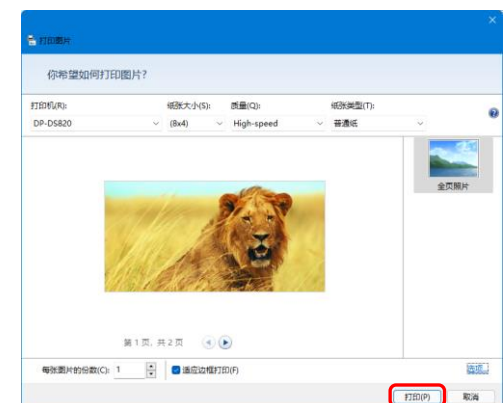 打印图片
你希望如何打印图片?
打印机(R): 纸张大小(S): 质量(Q): 纸张类型(T):
DP-DS820 (8x4) High-speed 普通纸
全页照片
第 1 页, 共 2 页
每张图片的份数(C): 1 适应边框打印(F) 选项...
打印(P) 取消